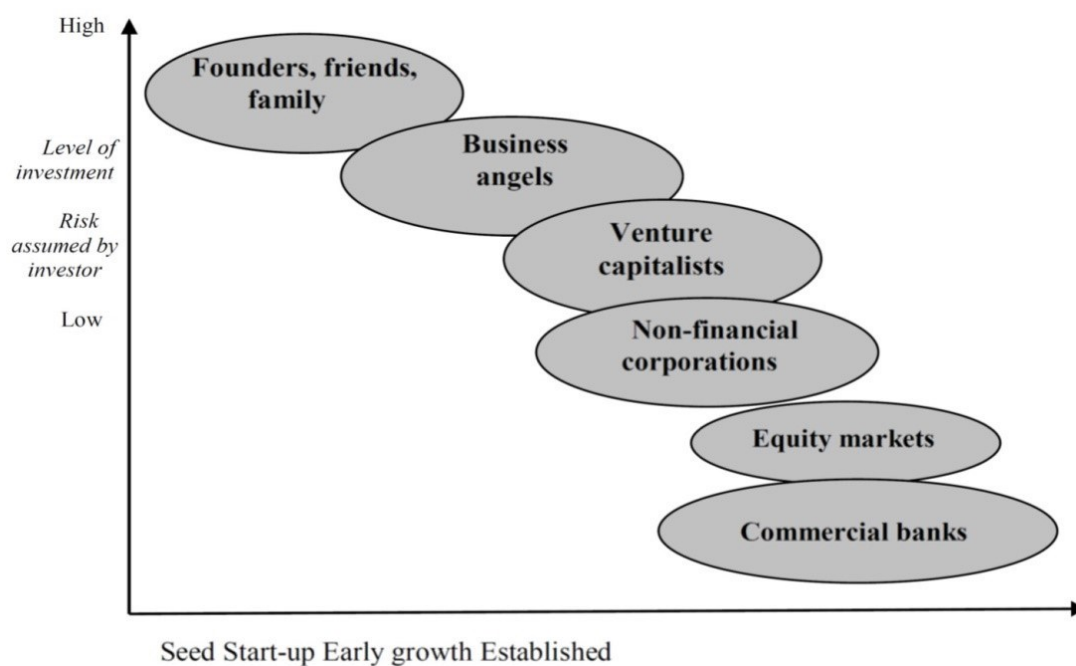 High
Founders, friends,
family
Level of
investment
Business
angels
Risk
assumed by
investor
Venture
capitalists
Low
Non-financial
corporations
Equity markets
Commercial banks
Seed Start-up Early growth Established